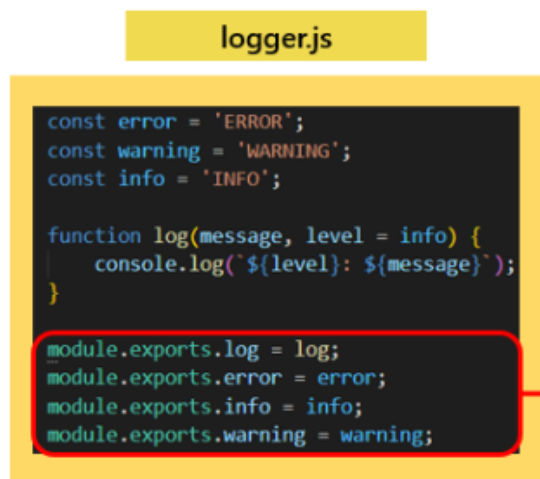 logger.js
const error = 'ERROR';
const warning = 'WARNING';
const info = 'INFO';
function log(message, level = info) {
    console.log(`${level}: ${message}`);
}
module.exports.log = log;
module.exports.error = error;
module.exports.info = info;
module.exports.warning = warning;